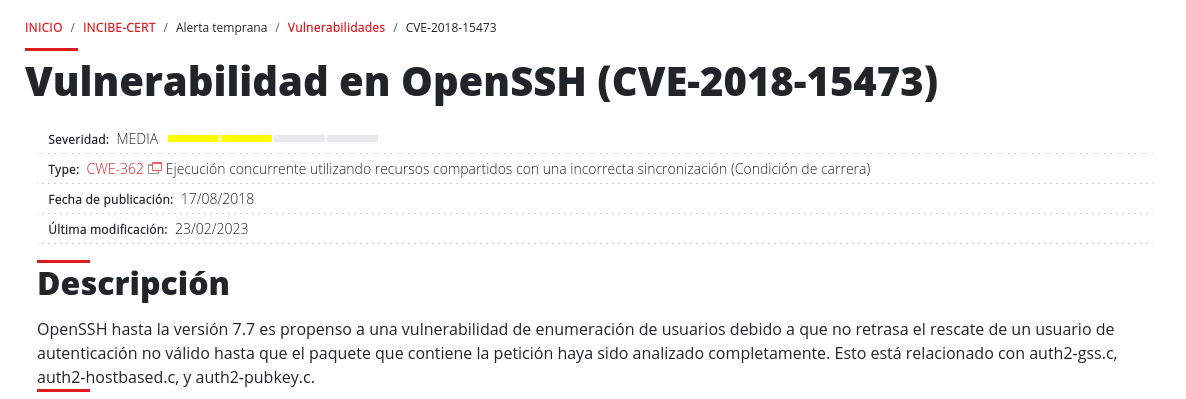 INICIO / INCIBE-CERT / Alerta temprana / Vulnerabilidades / CVE-2018-15473
Vulnerabilidad en OpenSSH (CVE-2018-15473)
Severidad: MEDIA
Type: CWE-362 Ejecución concurrente utilizando recursos compartidos con una incorrecta sincronización (Condición de carrera)
Fecha de publicación: 17/08/2018
Última modificación: 23/02/2023
Descripción
OpenSSH hasta la versión 7.7 es propenso a una vulnerabilidad de enumeración de usuarios debido a que no retrasa el rescate de un usuario de
autenticación no válido hasta que el paquete que contiene la petición haya sido analizado completamente. Esto está relacionado con auth2-gss.c,
auth2-hostbased.c, y auth2-pubkey.c.